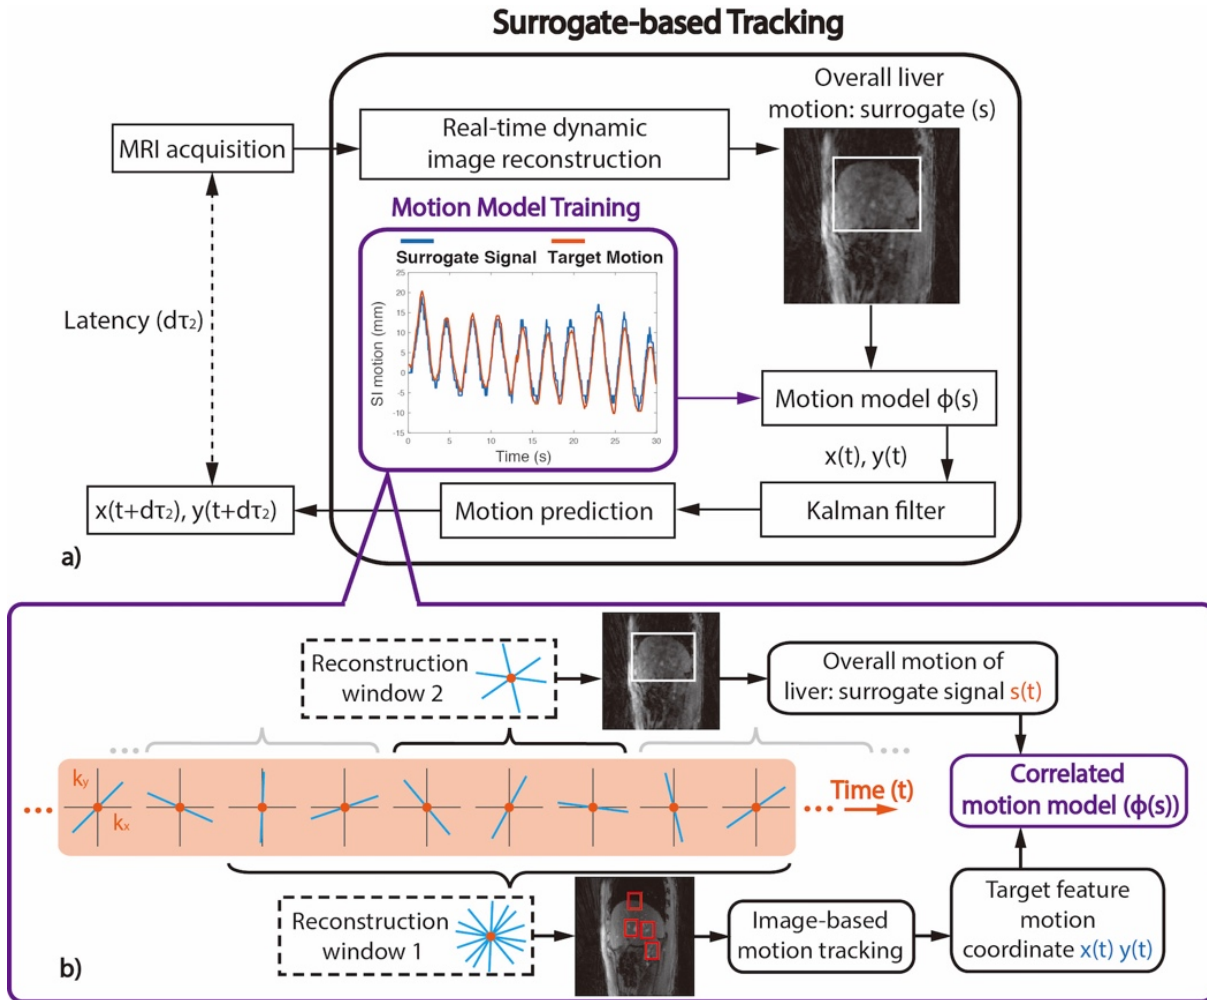 Surrogate-based Tracking
Overall liver
motion: surrogate (s)
MRI acquisition
Real-time dynamic
image reconstruction
Motion Model Training
Surrogate Signal
Target Motion
SI motion (mm)
25
20
15
10
5
0
-5
-10
-15
0
5
10
15
20
25
30
Time (s)
Latency (dτ₂)
Motion model ϕ(s)
x(t), y(t)
Kalman filter
Motion prediction
x(t+dτ₂), y(t+dτ₂)
a)
Reconstruction
window 2
Overall motion of
liver: surrogate signal s(t)
ky
kx
Time (t)
Correlated
motion model (ϕ(s))
Reconstruction
window 1
Image-based
motion tracking
Target feature
motion
coordinate x(t) y(t)
b)